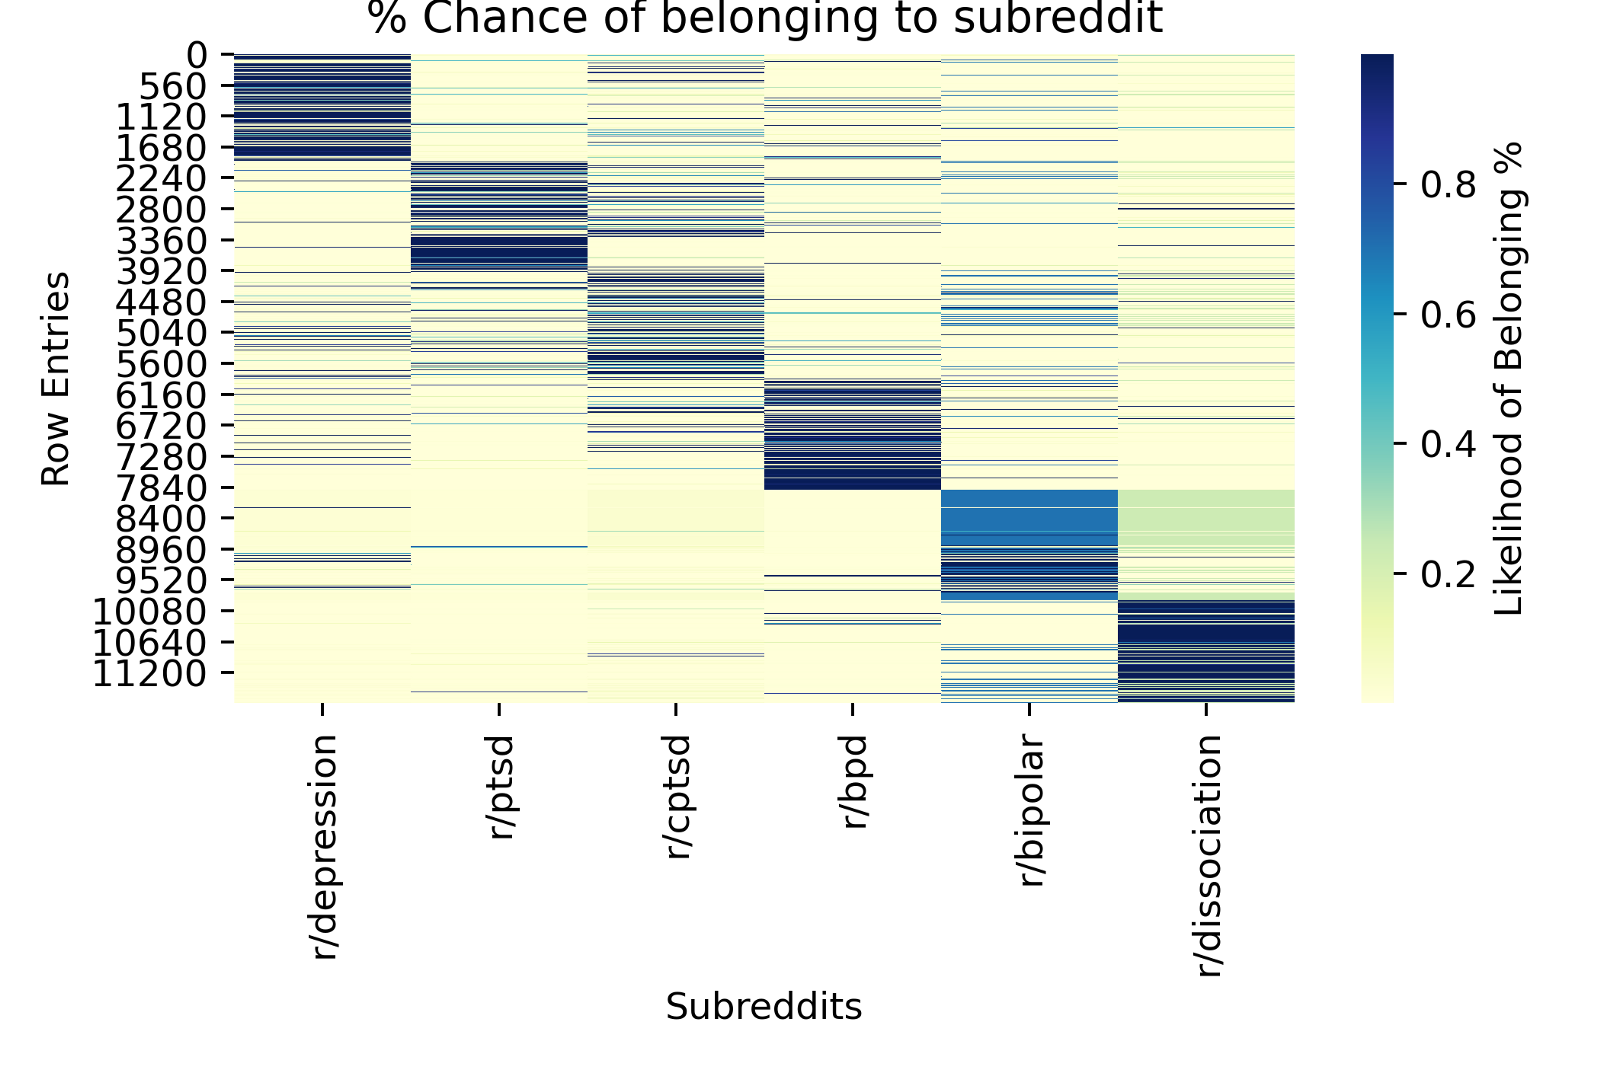 % Chance of belonging to subreddit
0
560
1120
1680
2240
2800
3360
3920
4480
5040
5600
6160
6720
7280
7840
8400
8960
9520
10080
10640
11200
Row Entries
r/depression
r/ptsd
r/cptsd
r/bpd
r/bipolar
r/dissociation
Subreddits
0.8
0.6
0.4
0.2
Likelihood of Belonging %